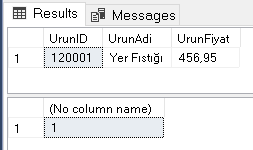 Results Messages
UrunID UrunAdi UrunFiyat
1 120001 Yer Fıstığı 456,95
(No column name)
1 1